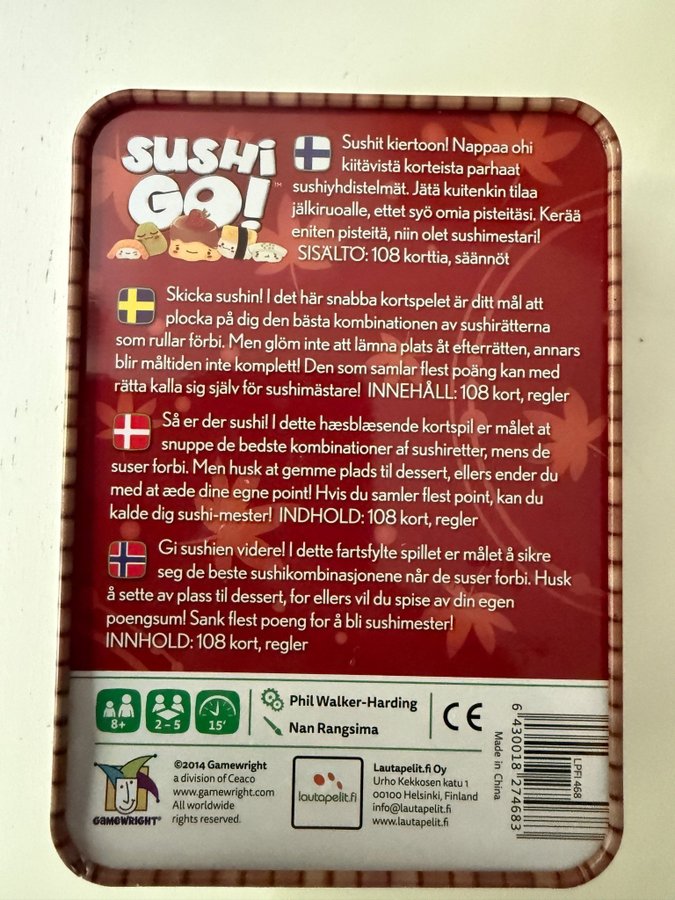 SUSHi
GO!™
Sushit kiertoon! Nappaa ohi
kiitävistä korteista parhaat
sushiyhdistelmät. Jätä kuitenkin tilaa
jälkiruoalle, ettet syö omia pisteitäsi. Kerää
eniten pisteitä, niin olet sushimestari!
SISÄLTÖ: 108 korttia, säännöt
Skicka sushin! I det här snabba kortspelet är ditt mål att
plocka på dig den bästa kombinationen av sushirätterna
som rullar förbi. Men glöm inte att lämna plats åt efterrätten, annars
blir måltiden inte komplett! Den som samlar flest poäng kan med
rätta kalla sig själv för sushimästare! INNEHÅLL: 108 kort, regler
Så er der sushi! I dette hæsblæsende kortspil er målet at
snuppe de bedste kombinationer af sushiretter, mens de
suser forbi. Men husk at gemme plads til dessert, ellers ender du
med at æde dine egne point! Hvis du samler flest point, kan du
kalde dig sushi-mester! INDHOLD: 108 kort, regler
Gi sushien videre! I dette fartsfylte spillet er målet å sikre
seg de beste sushikombinasjonene når de suser forbi. Husk
å sette av plass til dessert, for ellers vil du spise av din egen
poengsum! Sank flest poeng for å bli sushimester!
INNHOLD: 108 kort, regler
8+
2–5
15'
Phil Walker-Harding
Nan Rangsima
CE
GAMEWRIGHT®
©2014 Gamewright
a division of Ceaco
www.gamewright.com
All worldwide
rights reserved.
lautapelit.fi
Lautapelit.fi Oy
Urho Kekkosen katu 1
00100 Helsinki, Finland
info@lautapelit.fi
www.lautapelit.fi
Made in China
6 430018 274683
LPFI468